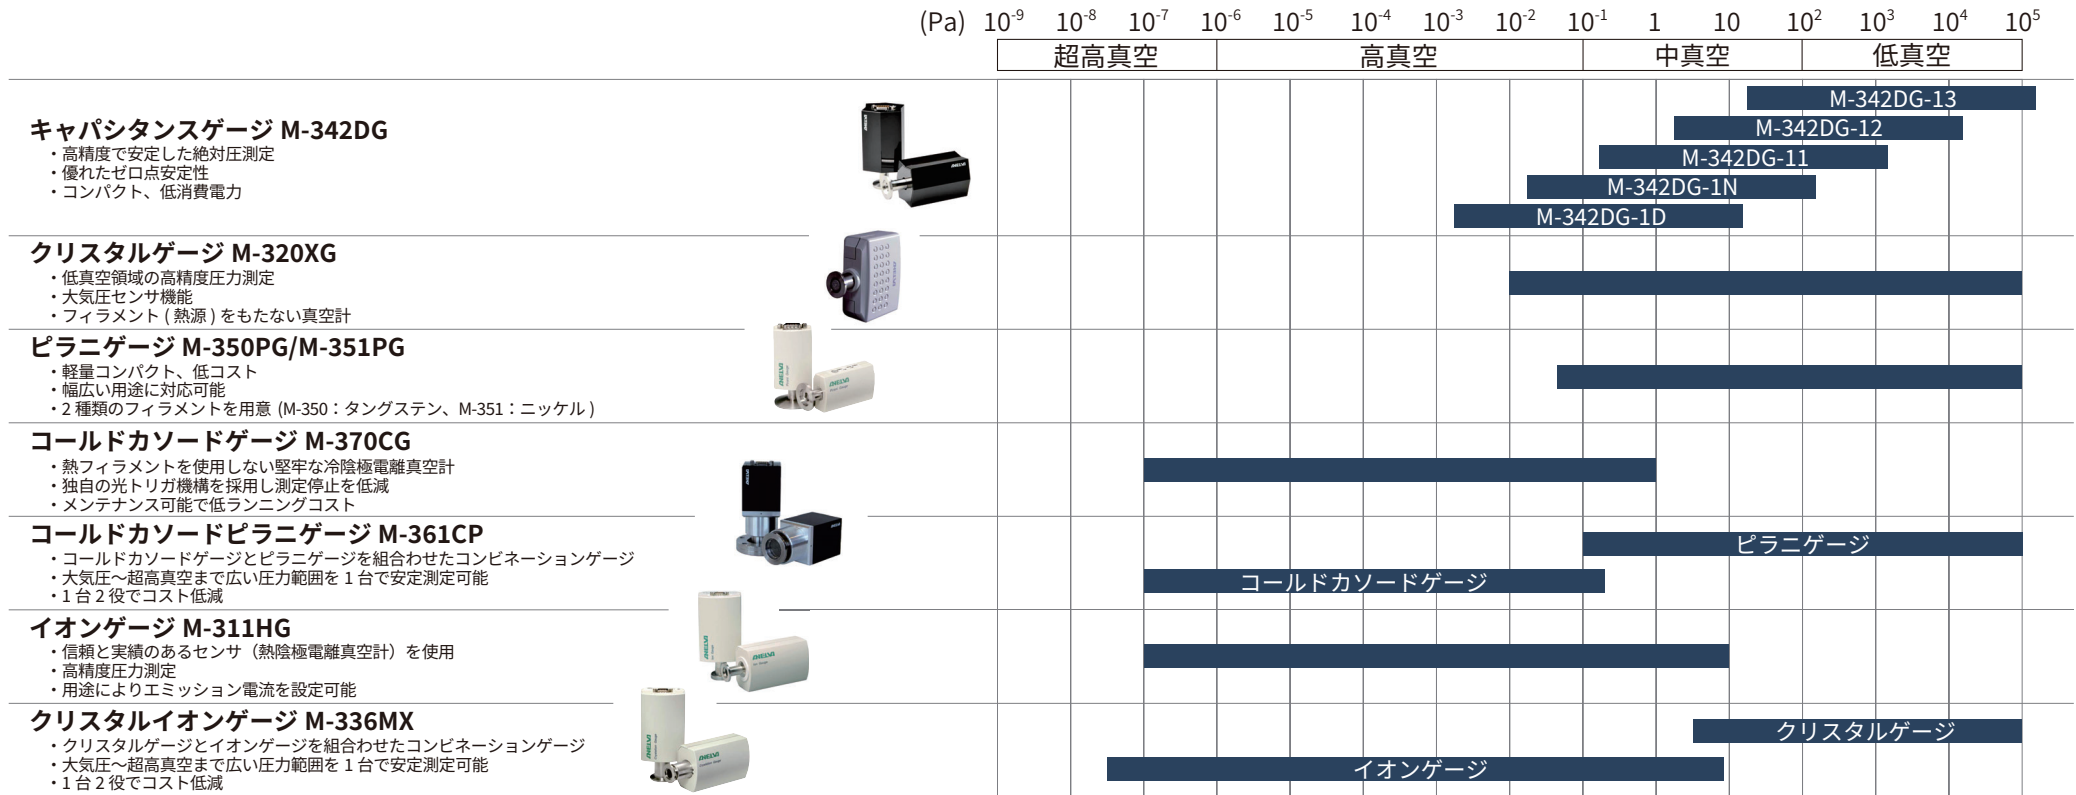 (Pa) 10⁻⁹ 10⁻⁸ 10⁻⁷ 10⁻⁶ 10⁻⁵ 10⁻⁴ 10⁻³ 10⁻² 10⁻¹ 1 10 10² 10³ 10⁴ 10⁵
超高真空 高真空 中真空 低真空
キャパシタンスゲージ M-342DG
・高精度で安定した絶対圧測定
・優れたゼロ点安定性
・コンパクト、低消費電力
M-342DG-13
M-342DG-12
M-342DG-11
M-342DG-1N
M-342DG-1D
クリスタルゲージ M-320XG
・低真空領域の高精度圧力測定
・大気圧センサ機能
・フィラメント ( 熱源 ) をもたない真空計
ピラニゲージ M-350PG/M-351PG
・軽量コンパクト、低コスト
・幅広い用途に対応可能
・2 種類のフィラメントを用意 (M-350：タングステン、M-351：ニッケル )
コールドカソードゲージ M-370CG
・熱フィラメントを使用しない堅牢な冷陰極電離真空計
・独自の光トリガ機構を採用し測定停止を低減
・メンテナンス可能で低ランニングコスト
コールドカソードピラニゲージ M-361CP
・コールドカソードゲージとピラニゲージを組合わせたコンビネーションゲージ
・大気圧～超高真空まで広い圧力範囲を 1 台で安定測定可能
・1 台 2 役でコスト低減
ピラニゲージ
コールドカソードゲージ
イオンゲージ M-311HG
・信頼と実績のあるセンサ（熱陰極電離真空計）を使用
・高精度圧力測定
・用途によりエミッション電流を設定可能
クリスタルイオンゲージ M-336MX
・クリスタルゲージとイオンゲージを組合わせたコンビネーションゲージ
・大気圧～超高真空まで広い圧力範囲を 1 台で安定測定可能
・1 台 2 役でコスト低減
クリスタルゲージ
イオンゲージ